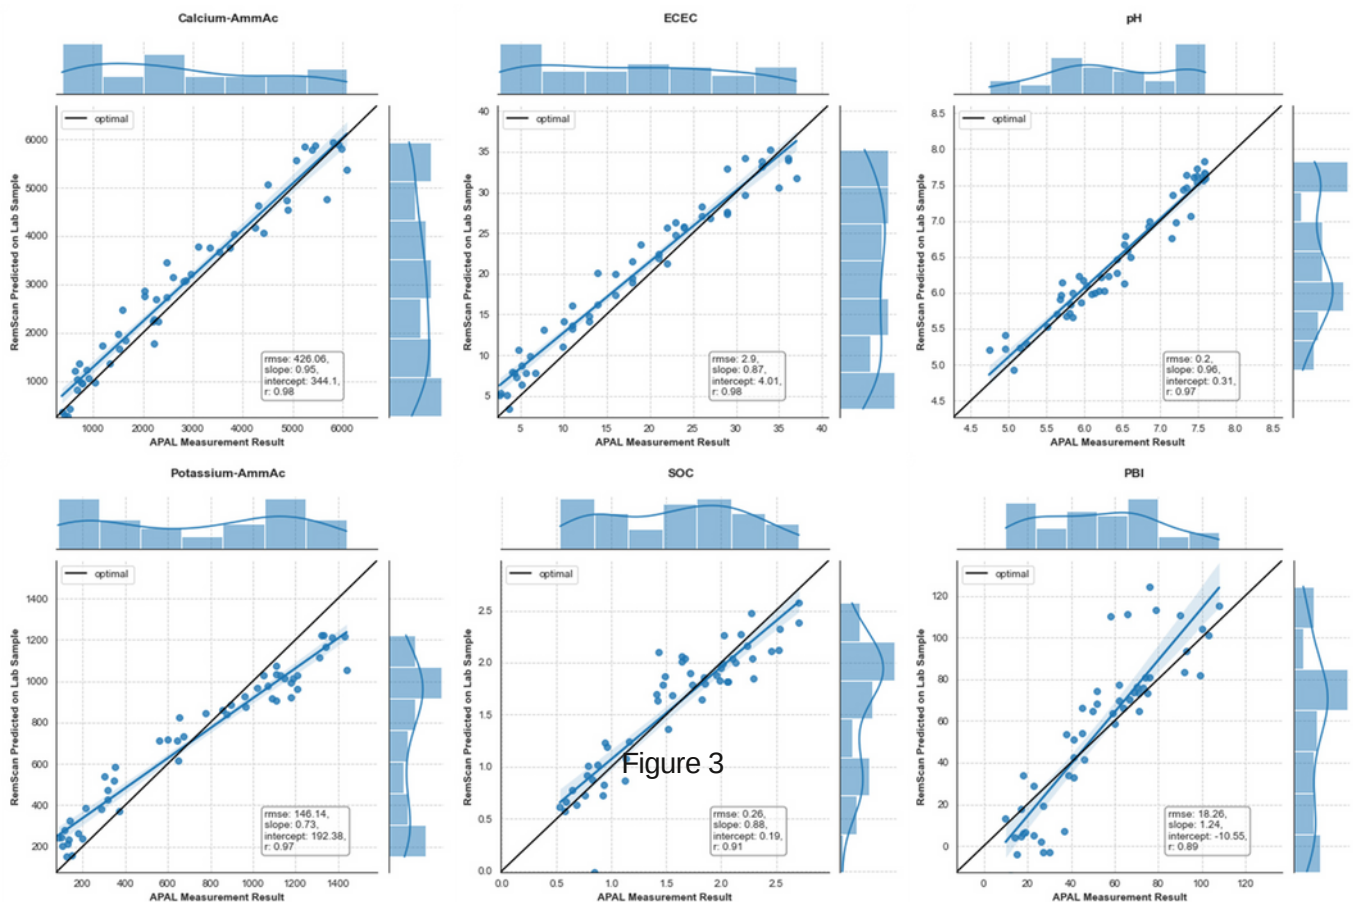 Calcium-AmmAc
optimal
RemScan Predicted on Lab Sample
6000
5000
4000
3000
2000
1000
rmse: 426.06,
slope: 0.95,
intercept: 344.1,
r: 0.98
1000 2000 3000 4000 5000 6000
APAL Measurement Result
ECEC
optimal
RemScan Predicted on Lab Sample
40
35
30
25
20
15
10
5
rmse: 2.9,
slope: 0.87,
intercept: 4.01,
r: 0.98
5 10 15 20 25 30 35 40
APAL Measurement Result
pH
optimal
RemScan Predicted on Lab Sample
8.5
8.0
7.5
7.0
6.5
6.0
5.5
5.0
4.5
rmse: 0.2,
slope: 0.96,
intercept: 0.31,
r: 0.97
4.5 5.0 5.5 6.0 6.5 7.0 7.5 8.0 8.5
APAL Measurement Result
Potassium-AmmAc
optimal
RemScan Predicted on Lab Sample
1400
1200
1000
800
600
400
200
rmse: 146.14,
slope: 0.73,
intercept: 192.38,
r: 0.97
200 400 600 800 1000 1200 1400
APAL Measurement Result
SOC
optimal
RemScan Predicted on Lab Sample
2.5
2.0
1.5
1.0
0.5
0.0
Figure 3
rmse: 0.26,
slope: 0.88,
intercept: 0.19,
r: 0.91
0.0 0.5 1.0 1.5 2.0 2.5
APAL Measurement Result
PBI
optimal
RemScan Predicted on Lab Sample
120
100
80
60
40
20
0
rmse: 18.26,
slope: 1.24,
intercept: -10.55,
r: 0.89
0 20 40 60 80 100 120
APAL Measurement Result